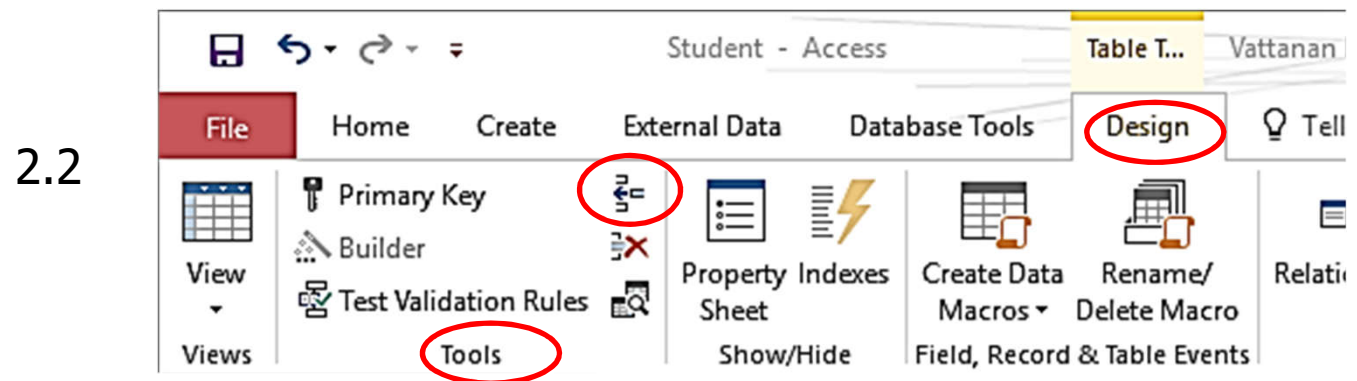 Student - Access
Table T...
Vattanan
2.2
File
Home
Create
External Data
Database Tools
Design
Tell
Primary Key
Builder
Test Validation Rules
View
Property Sheet
Indexes
Create Data Macros
Rename/ Delete Macro
Relati
Views
Tools
Show/Hide
Field, Record & Table Events